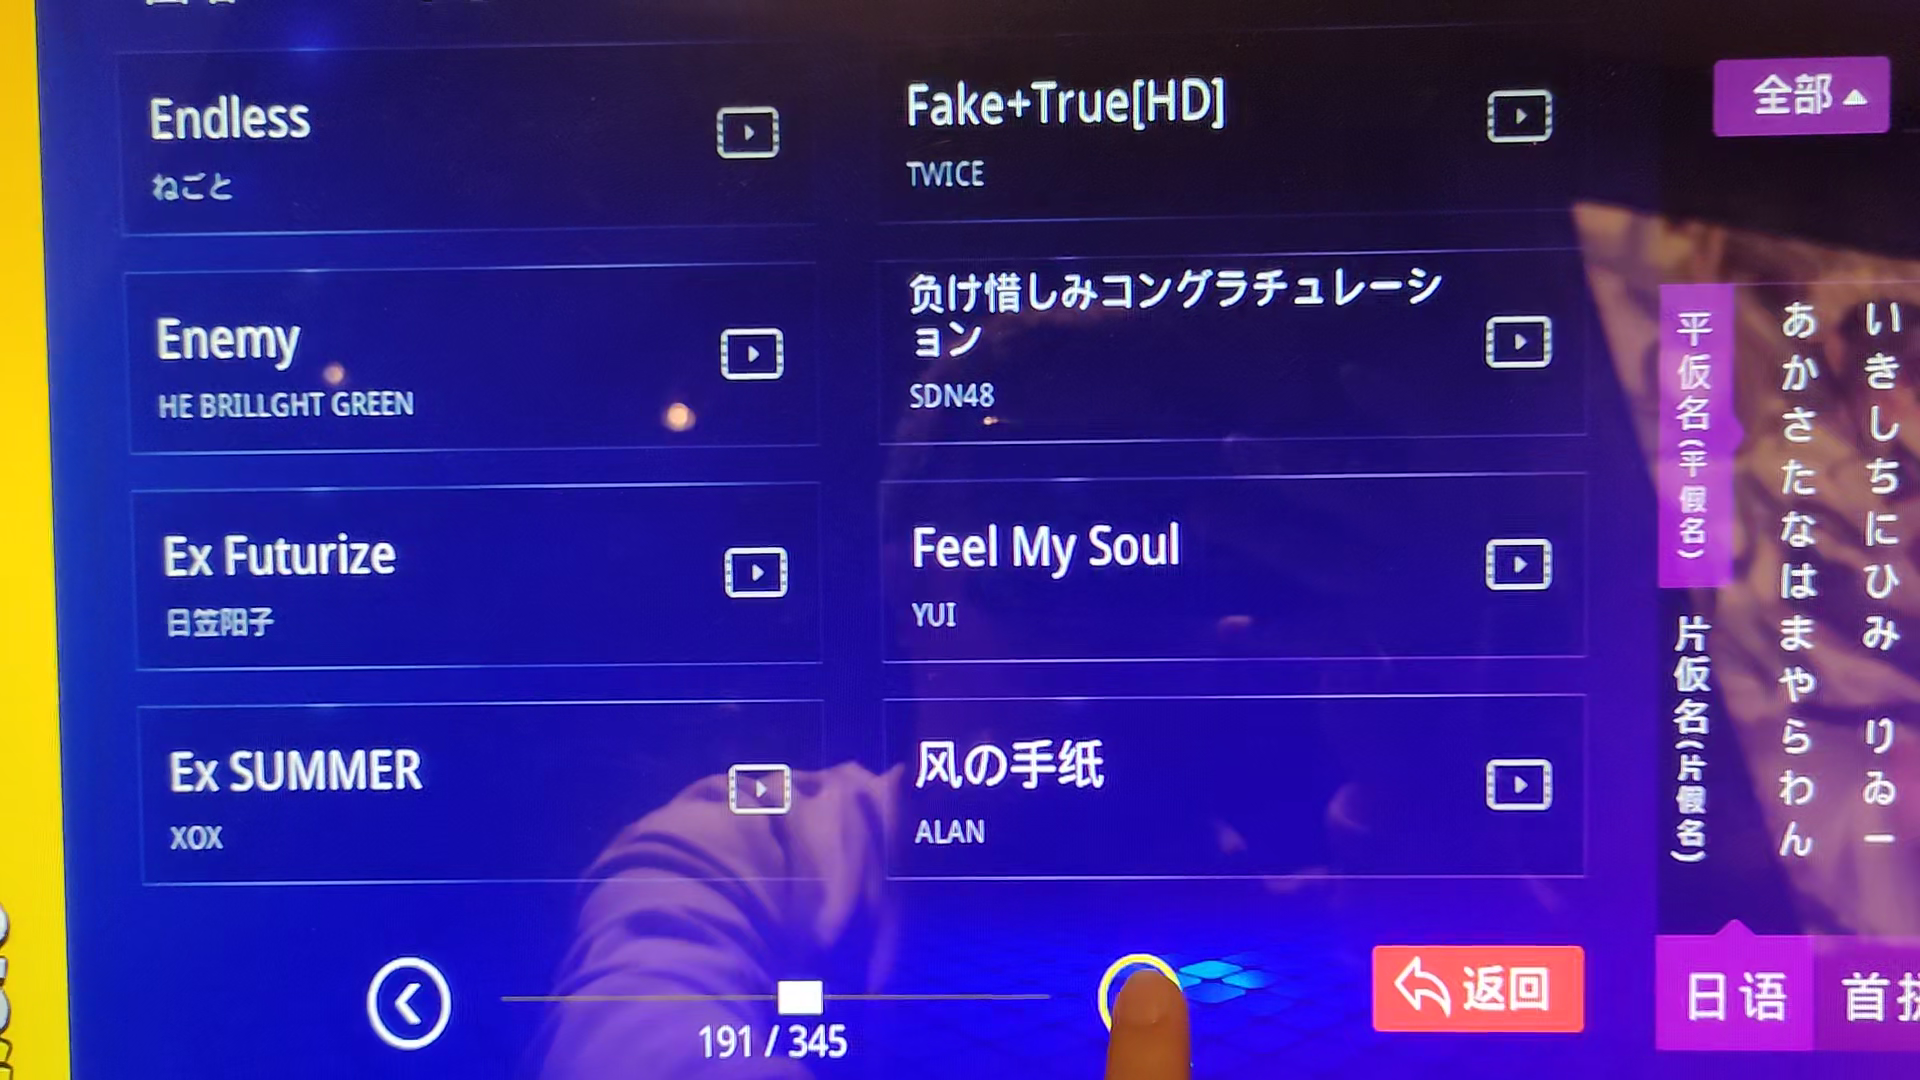 Endless
ねごと
Fake+True[HD]
TWICE
全部
Enemy
HE BRILLGHT GREEN
负け惜しみコングラチュレーシ
ョン
SDN48
Ex Futurize
日笠阳子
Feel My Soul
YUI
Ex SUMMER
XOX
风の手纸
ALAN
平仮名(平假名)
片仮名(片假名)
あかさたなはまやらわん
いきしちにひみ りゐー
191 / 345
返回
日语
首